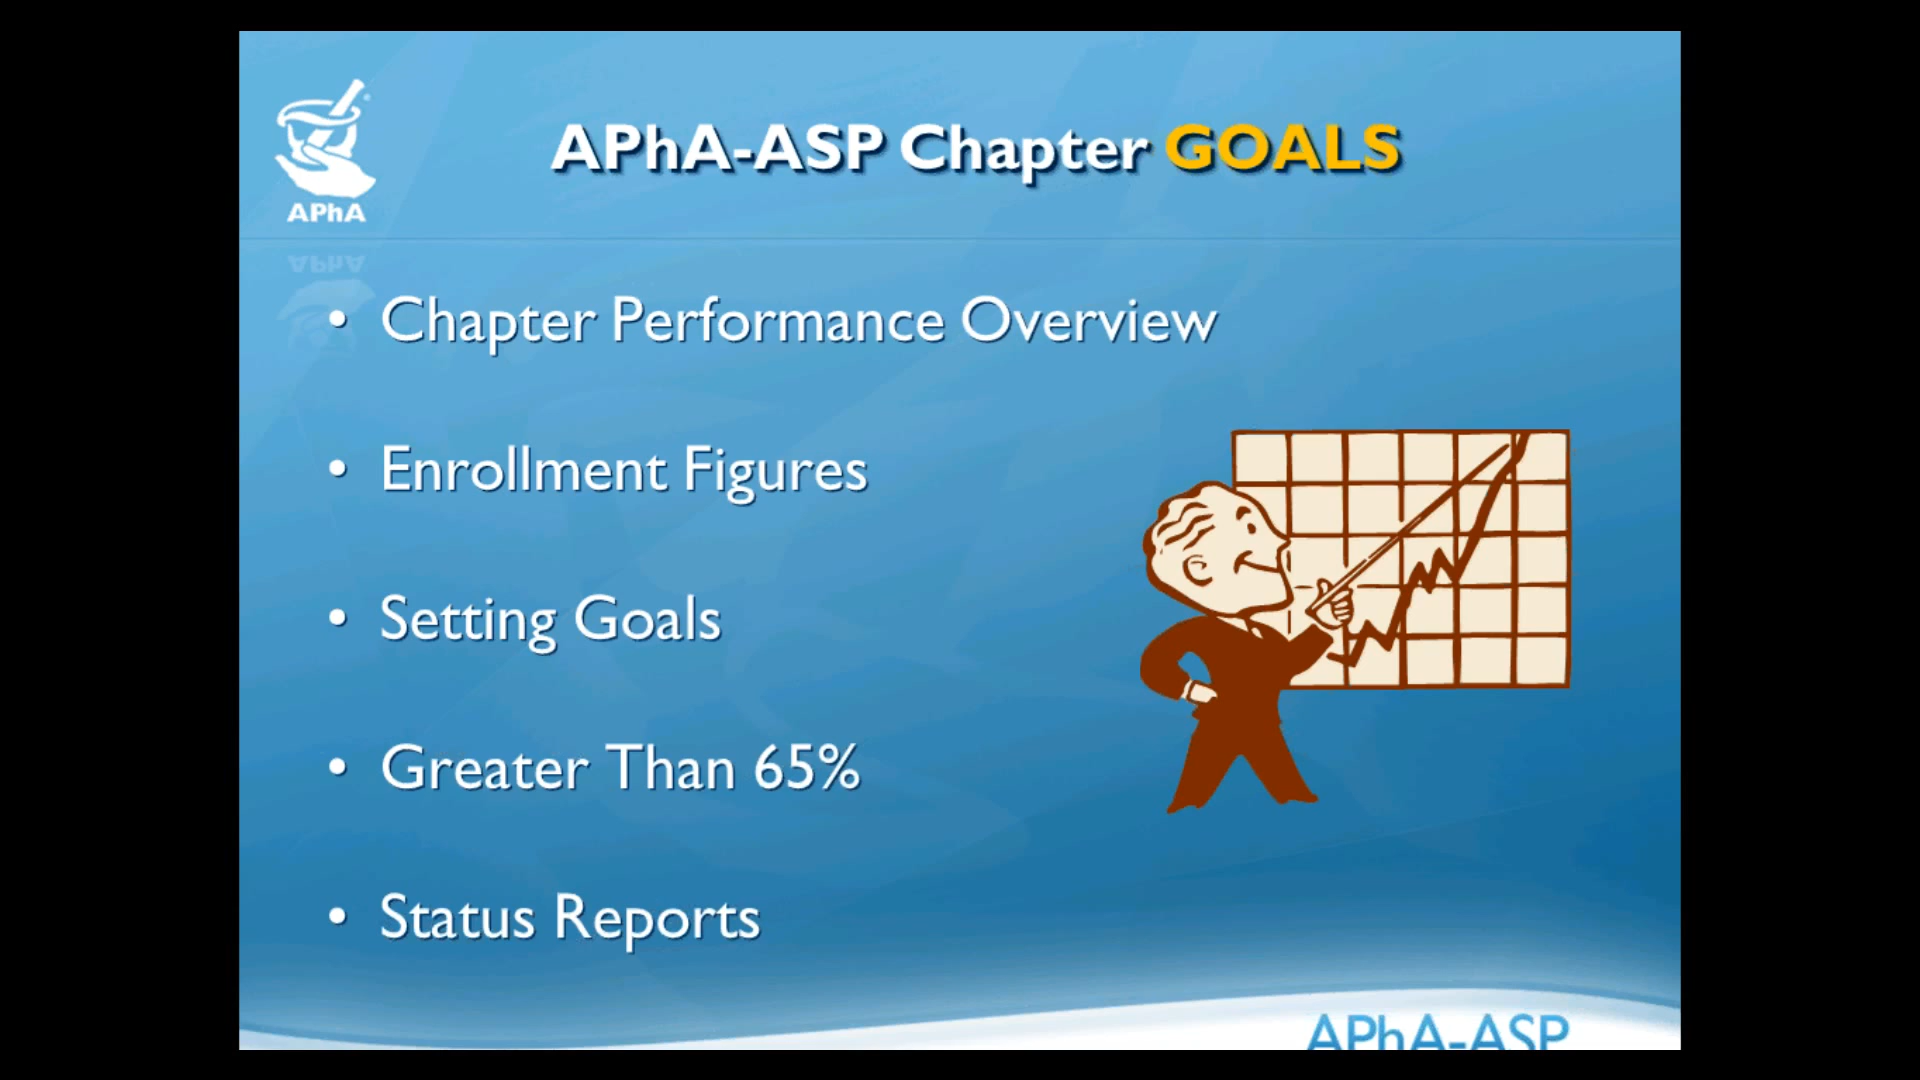 APhA-ASP Chapter GOALS
APhA
• Chapter Performance Overview
• Enrollment Figures
• Setting Goals
• Greater Than 65%
• Status Reports
APhA-ASP